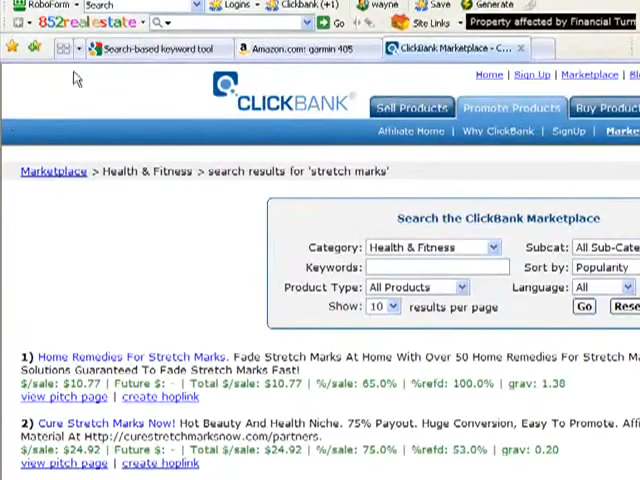 RoboForm Search Logins Clickbank (+1) wayne Save Generate
852realestate Go Site Links Property affected by Financial Turm
Search-based keyword tool Amazon.com: garmin 405 ClickBank Marketplace - C...
Home | Sign Up | Marketplace | Bl
CLICKBANK®
Sell Products Promote Products Buy Produc
Affiliate Home | Why ClickBank | SignUp | Marke
Marketplace > Health & Fitness > search results for 'stretch marks'
Search the ClickBank Marketplace
Category: Health & Fitness Subcat: All Sub-Cate
Keywords: Sort by: Popularity
Product Type: All Products Language: All
Show: 10 results per page Go Rese
1) Home Remedies For Stretch Marks. Fade Stretch Marks At Home With Over 50 Home Remedies For Stretch Ma
Solutions Guaranteed To Fade Stretch Marks Fast!
$/sale: $10.77 | Future $: - | Total $/sale: $10.77 | %/sale: 65.0% | %refd: 100.0% | grav: 1.38
view pitch page | create hoplink
2) Cure Stretch Marks Now! Hot Beauty And Health Niche. 75% Payout. Huge Conversion, Easy To Promote. Affi
Material At Http://curestretchmarksnow.com/partners.
$/sale: $24.92 | Future $: - | Total $/sale: $24.92 | %/sale: 75.0% | %refd: 53.0% | grav: 0.20
view pitch page | create hoplink